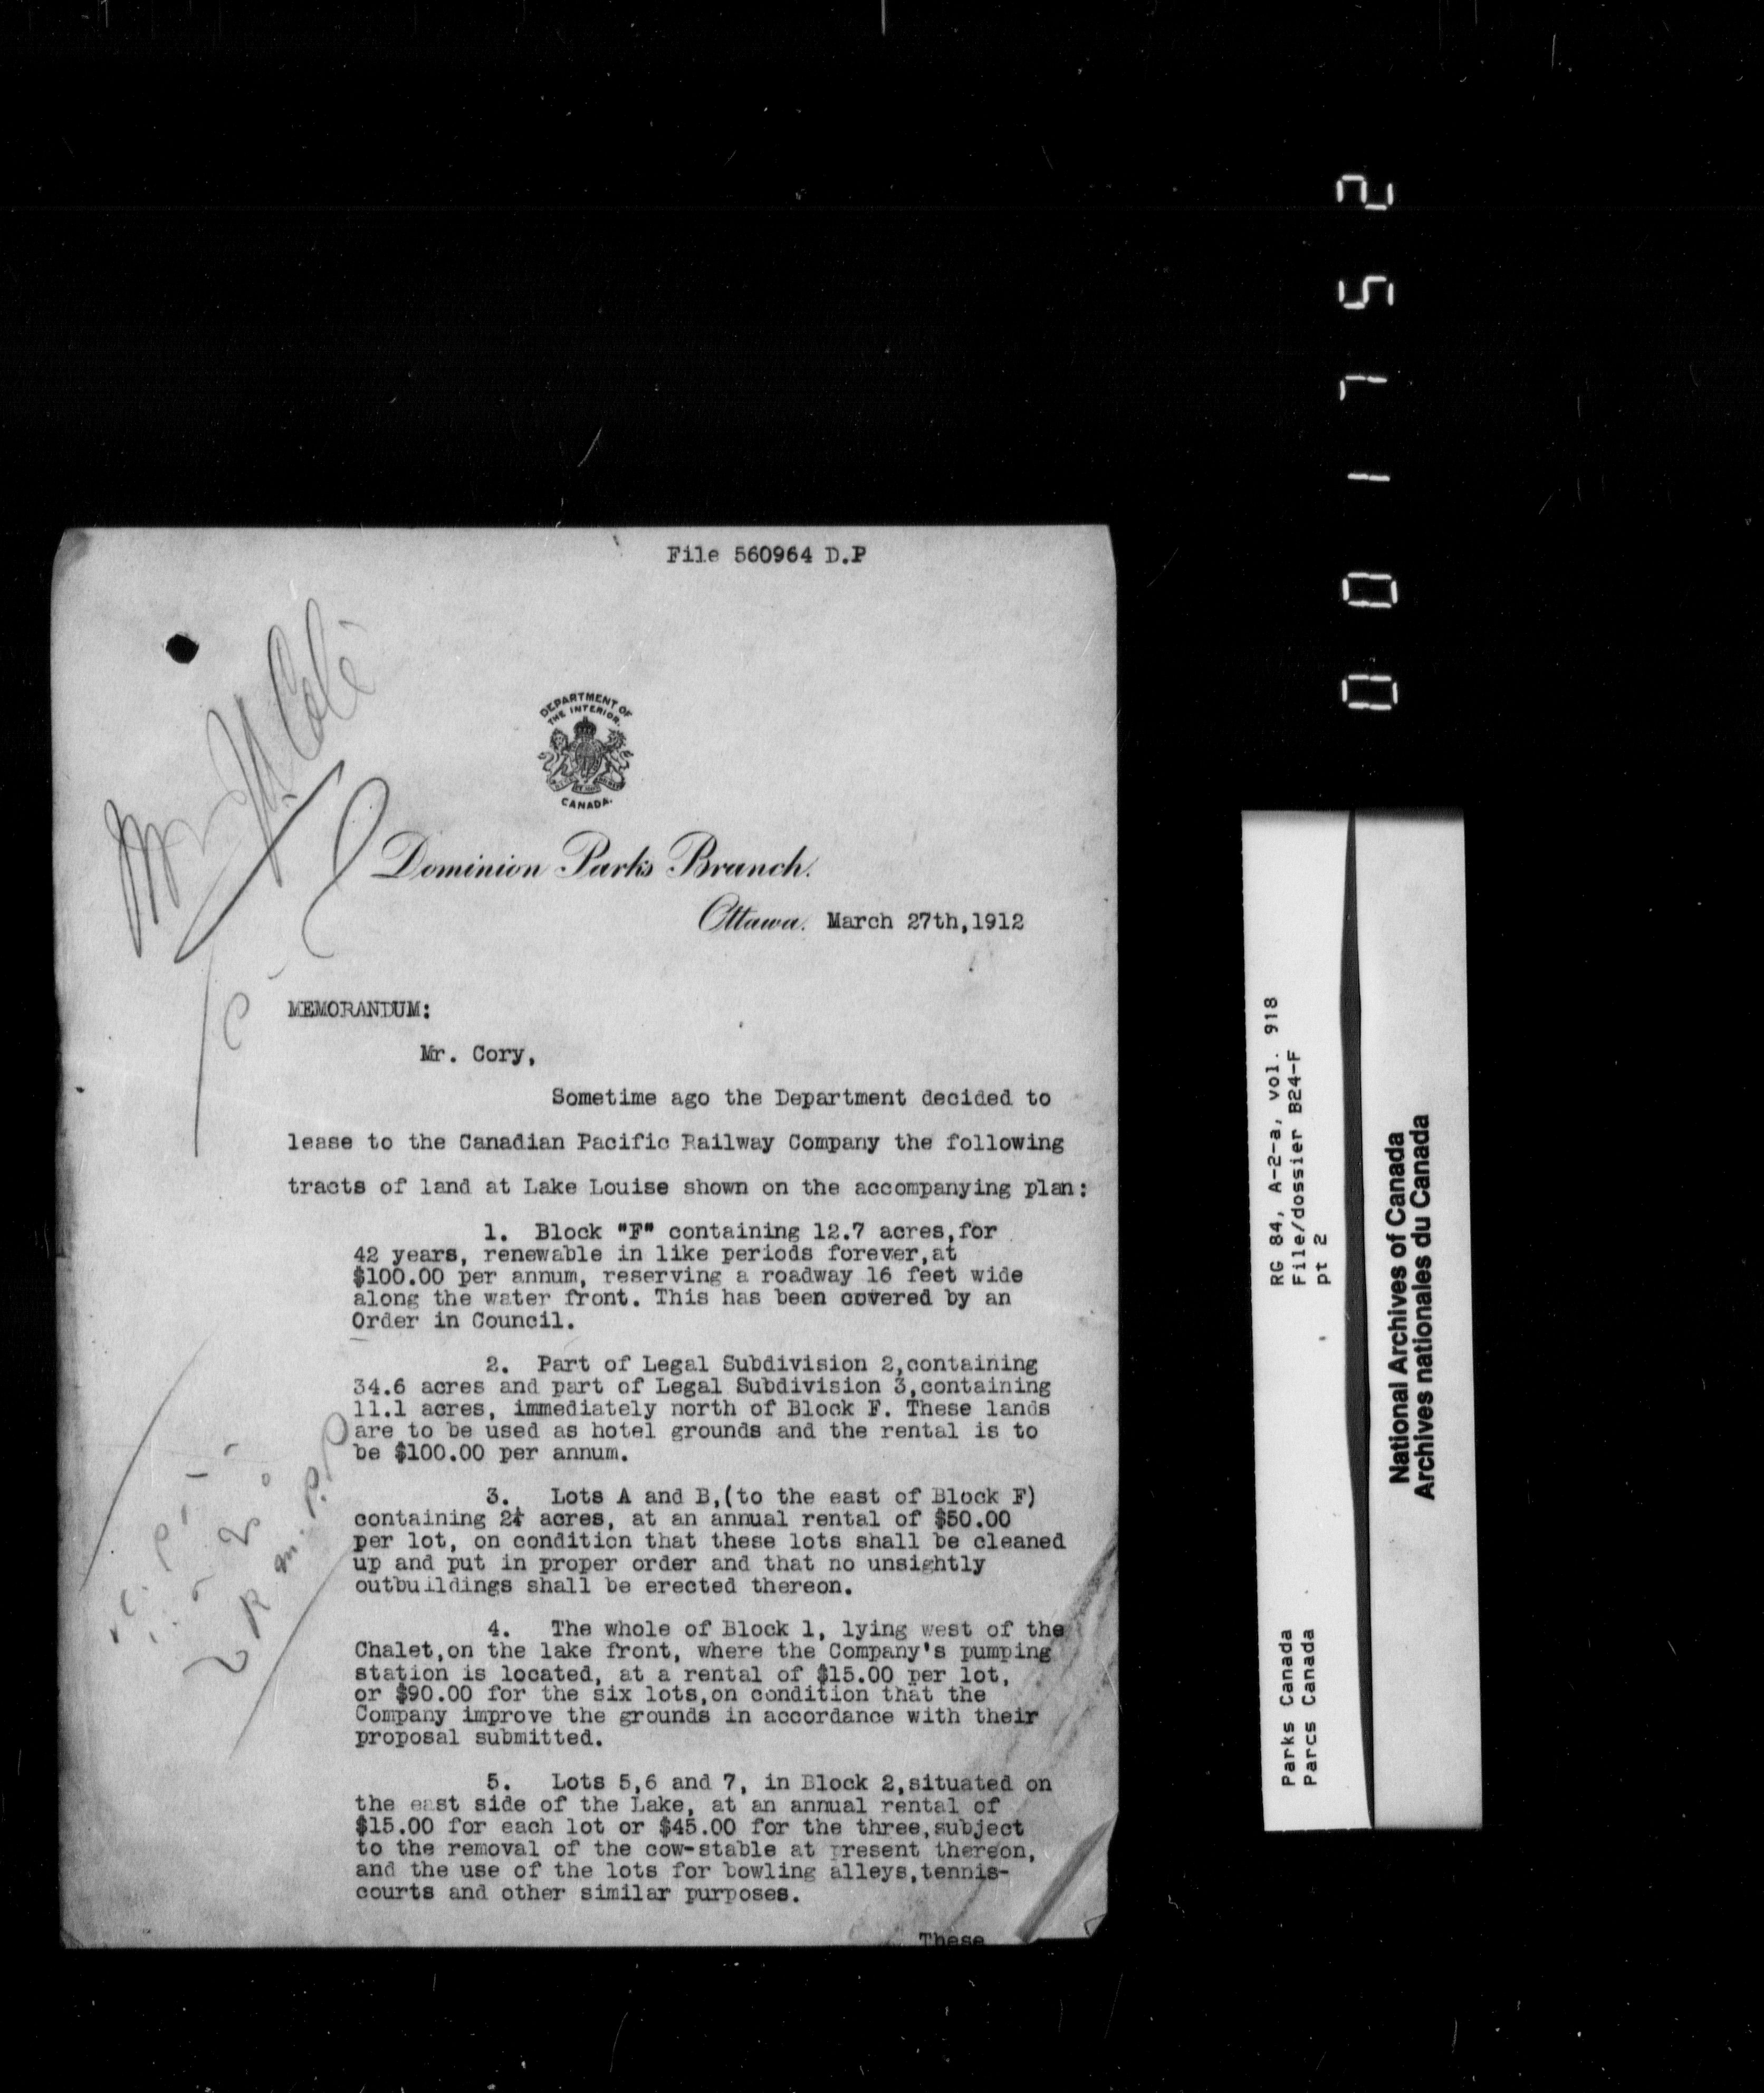 File 560964 D.P
DEPARTMENT OF
THE INTERIOR.
CANADA.
Dominion Parks Branch.
Ottawa. March 27th,1912
MEMORANDUM:
Mr. Cory,
Sometime ago the Department decided to
lease to the Canadian Pacific Railway Company the following
tracts of land at Lake Louise shown on the accompanying plan:
1. Block "F" containing 12.7 acres,for
42 years, renewable in like periods forever,at
$100.00 per annum, reserving a roadway 16 feet wide
along the water front. This has been covered by an
Order in Council.
2. Part of Legal Subdivision 2,containing
34.6 acres and part of Legal Subdivision 3,containing
11.1 acres, immediately north of Block F. These lands
are to be used as hotel grounds and the rental is to
be $100.00 per annum.
3. Lots A and B,(to the east of Block F)
containing acres, at an annual rental of $50.00
per lot, on condition that these lots shall be cleaned
up and put in proper order and that no unsightly
outbuildings shall be erected thereon.
4. The whole of Block 1, lying west of the
Chalet,on the lake front, where the Company's pumping
station is located, at a rental of $15.00 per lot,
or $90.00 for the six lots,on condition that the
Company improve the grounds in accordance with their
proposal submitted.
5. Lots 5,6 and 7, in Block 2,situated on
the east side of the Lake, at an annual rental of
$15.00 for each lot or $45.00 for the three,subject
to the removal of the cow-stable at present thereon,
and the use of the lots for bowling alleys,tennis-
courts and other similar purposes.
These
001752
RG 84, A-2-a, vol. 918
File/dossier B24-F
pt 2
Parks Canada
Parcs Canada
National Archives of Canada
Archives nationales du Canada